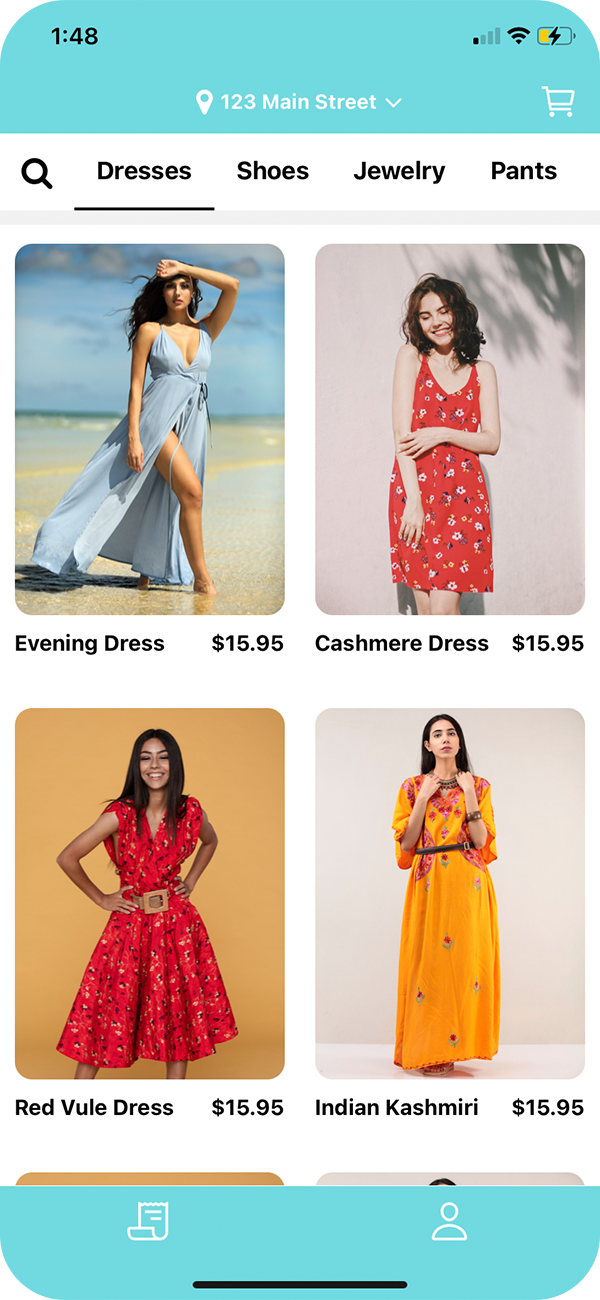 1:48
123 Main Street
Dresses Shoes Jewelry Pants
Evening Dress $15.95 Cashmere Dress $15.95
Red Vule Dress $15.95 Indian Kashmiri $15.95